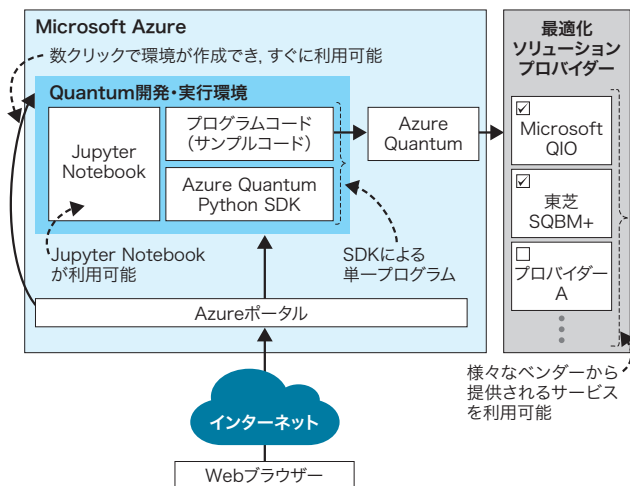 Microsoft Azure
数クリックで環境が作成でき, すぐに利用可能
Quantum開発・実行環境
Jupyter
Notebook
プログラムコード
(サンプルコード)
Azure Quantum
Python SDK
Azure
Quantum
Jupyter Notebook
が利用可能
SDKによる
単一プログラム
Azureポータル
インターネット
Webブラウザー
最適化
ソリューション
プロバイダー
Microsoft
QIO
東芝
SQBM+
プロバイダー
A
様々なベンダーから
提供されるサービス
を利用可能